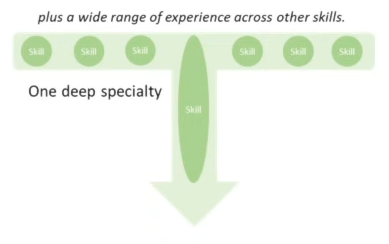 plus a wide range of experience across other skills.
Skill Skill Skill Skill Skill Skill
One deep specialty
Skill